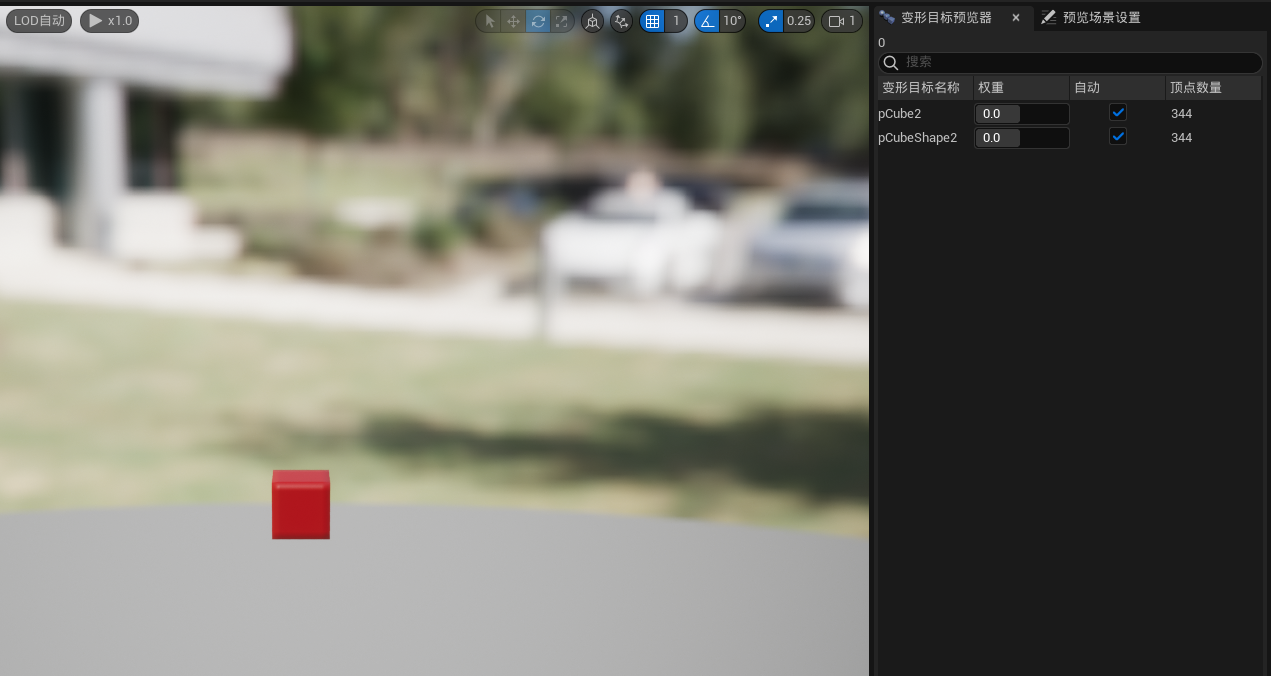 LOD自动 x1.0 1 10° 0.25 1
变形目标预览器 × 预览场景设置
0
搜索
变形目标名称 权重 自动 顶点数量
pCube2 0.0 344
pCubeShape2 0.0 344